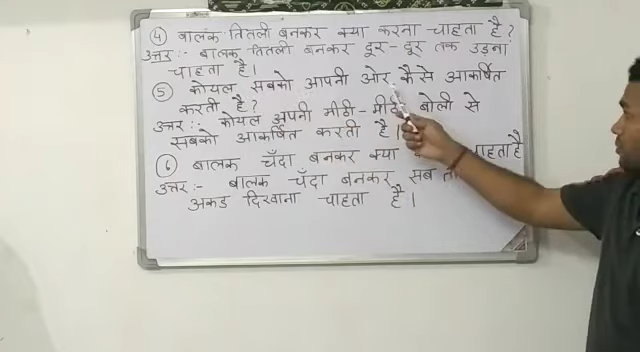 ④ बालक तितली बनकर क्या करना चाहता है?
उत्तर :- बालक तितली बनकर दूर - दूर तक उड़ना
चाहता है।
⑤ कोयल सबको आपनी ओर कैसे आकर्षित
करती है?
उत्तर :- कोयल अपनी मीठी - मीठी बोली से
सबको आकर्षित करती है।
⑥ बालक चँदा बनकर क्या चाहता है
उत्तर :- बालक चँदा बनकर सब
अकड दिखाना चाहता है।